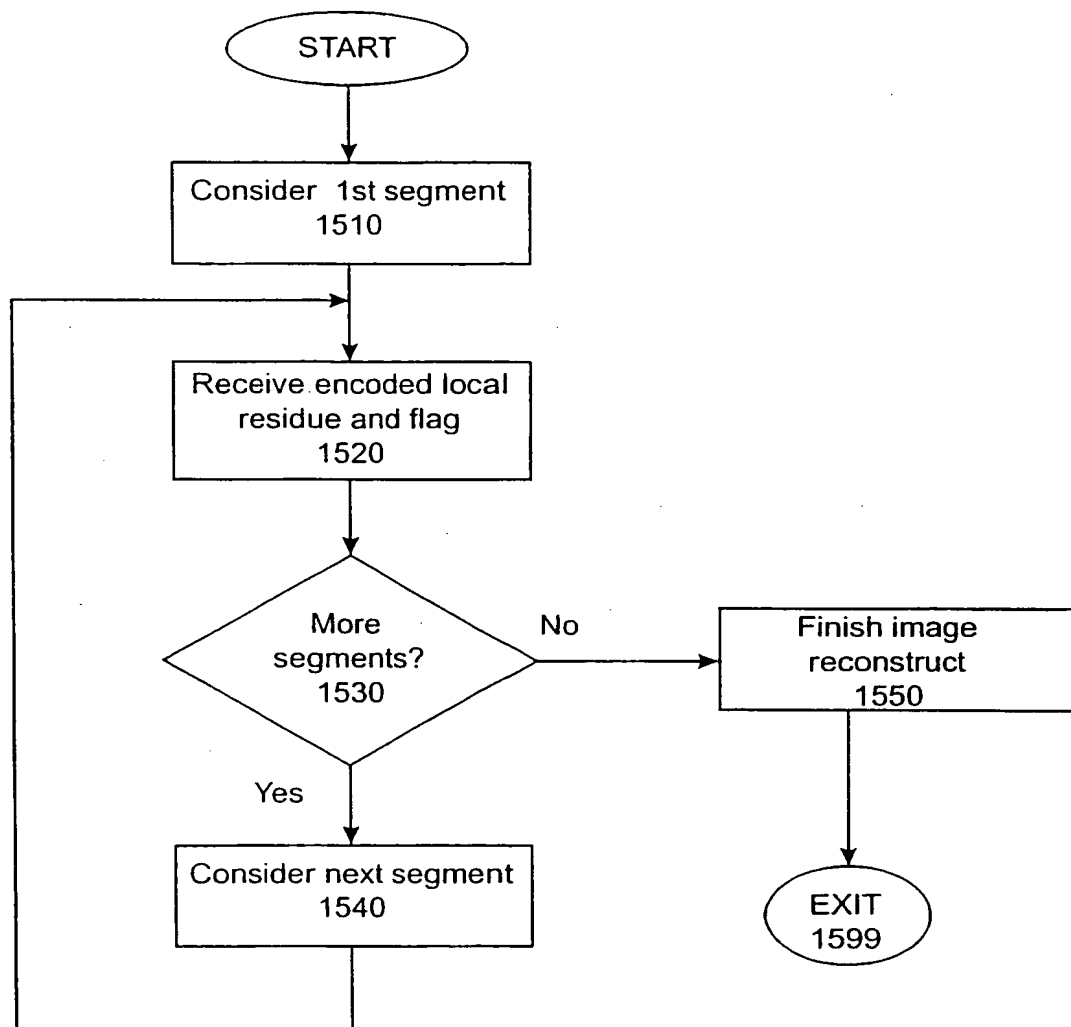 START
Consider 1st segment
1510
Receive encoded local
residue and flag
1520
More
segments?
1530
No
Finish image
reconstruct
1550
Yes
Consider next segment
1540
EXIT
1599